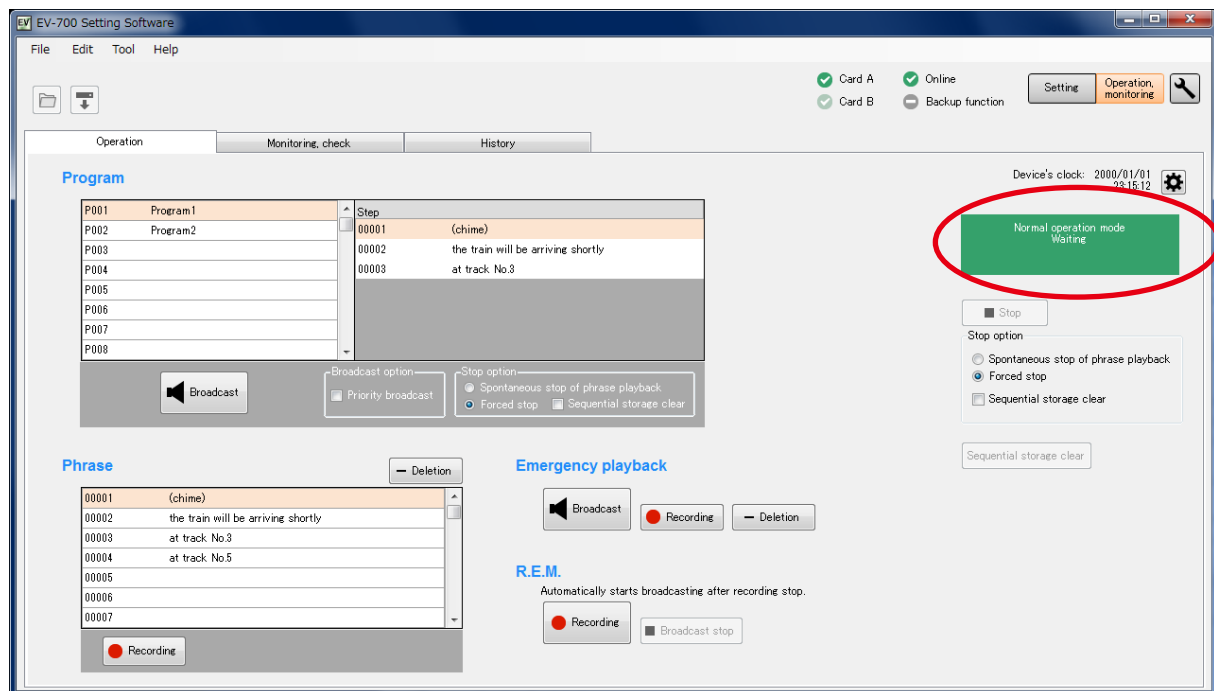 EV EV-700 Setting Software
File Edit Tool Help
Card A Online
Card B Backup function
Setting
Operation,
monitoring
Operation Monitoring, check History
Program
Device's clock: 2000/01/01
23:15:12
P001 Program1
P002 Program2
P003
P004
P005
P006
P007
P008
Step
00001 (chime)
00002 the train will be arriving shortly
00003 at track No.3
Normal operation mode
Waiting
Broadcast
Broadcast option
Priority broadcast
Stop option
Spontaneous stop of phrase playback
Forced stop Sequential storage clear
Stop
Stop option
Spontaneous stop of phrase playback
Forced stop
Sequential storage clear
Sequential storage clear
Phrase
Deletion
00001 (chime)
00002 the train will be arriving shortly
00003 at track No.3
00004 at track No.5
00005
00006
00007
Recording
Emergency playback
Broadcast Recording Deletion
R.E.M.
Automatically starts broadcasting after recording stop.
Recording Broadcast stop